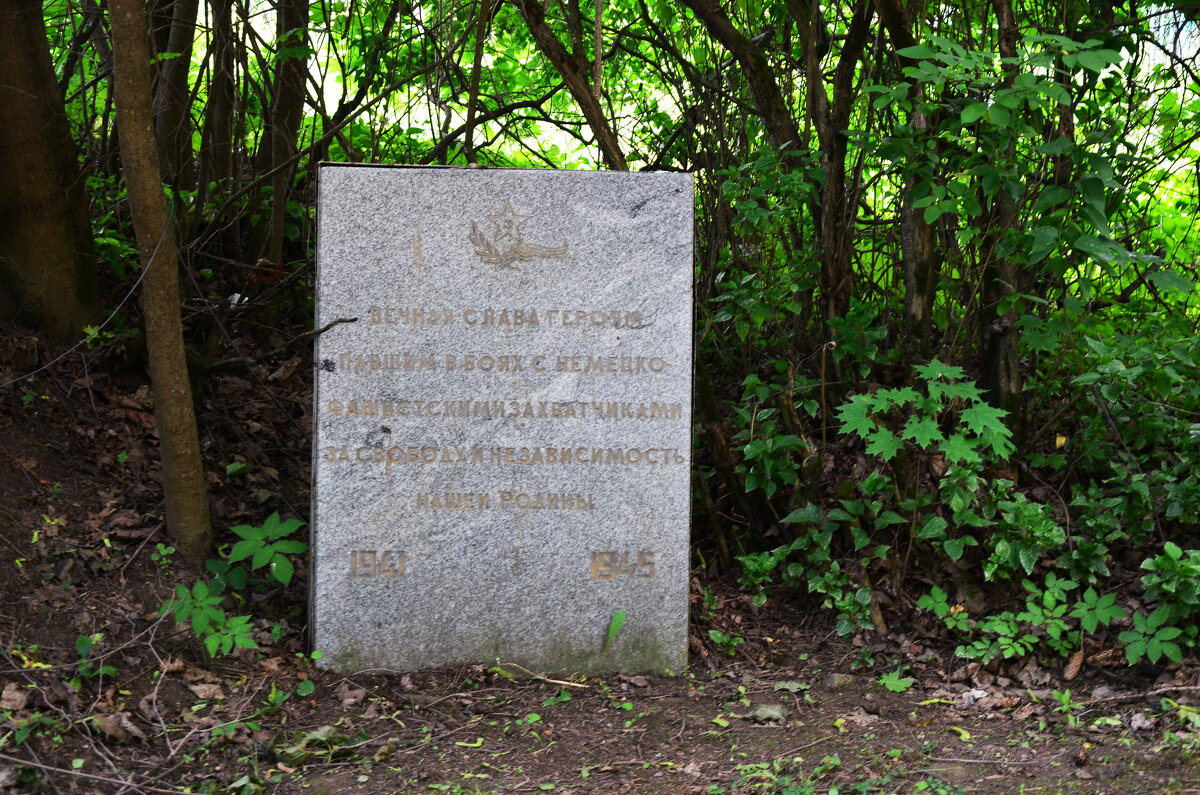 ВЕЧНАЯ СЛАВА ГЕРОЯМ,
ПАВШИМ В БОЯХ С НЕМЕЦКО-
ФАШИСТСКИМИ ЗАХВАТЧИКАМИ
ЗА СВОБОДУ И НЕЗАВИСИМОСТЬ
НАШЕЙ РОДИНЫ
1941 1945